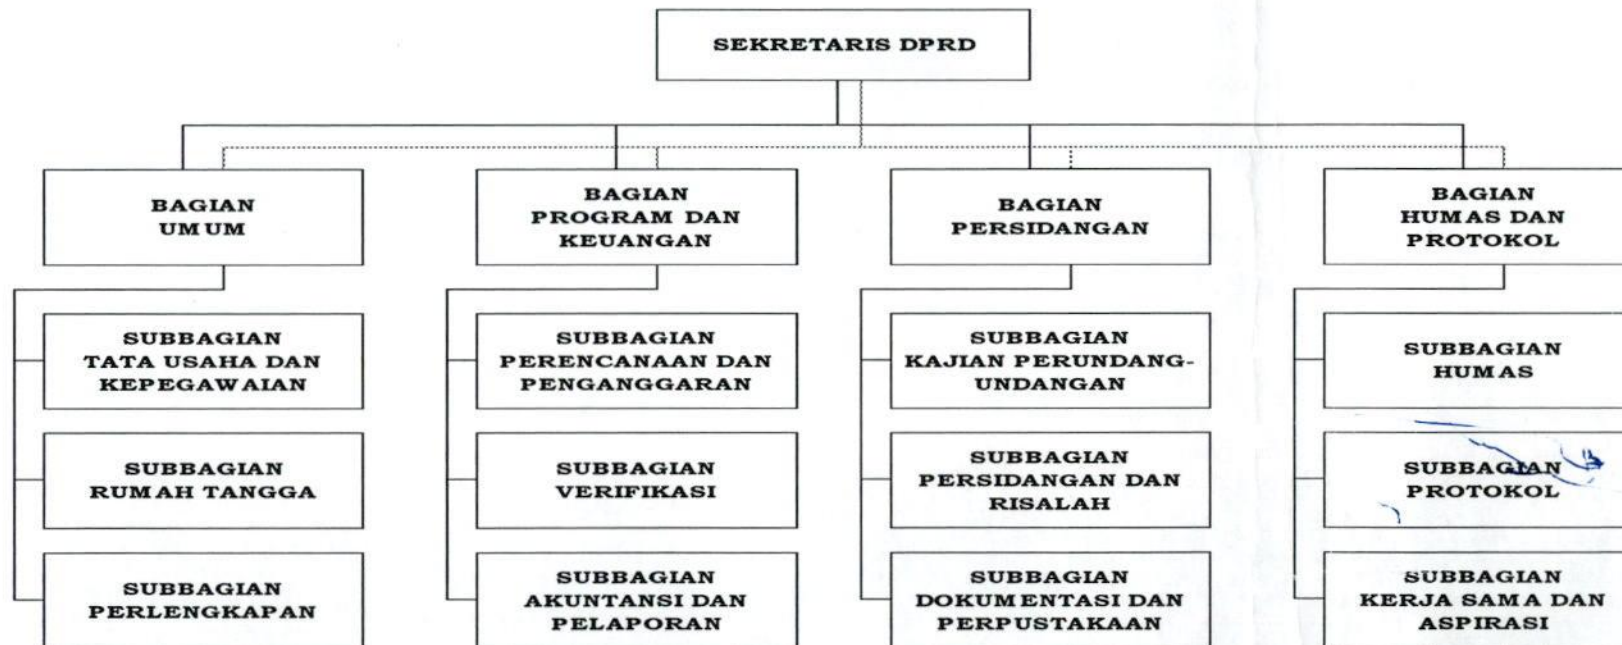 SEKRETARIS DPRD
BAGIAN
UMUM
BAGIAN
PROGRAM DAN
KEUANGAN
BAGIAN
PERSIDANGAN
BAGIAN
HUMAS DAN
PROTOKOL
SUBBAGIAN
TATA USAHA DAN
KEPEGAWAIAN
SUBBAGIAN
PERENCANAAN DAN
PENGANGGARAN
SUBBAGIAN
KAJIAN PERUNDANG-
UNDANGAN
SUBBAGIAN
HUMAS
SUBBAGIAN
RUMAH TANGGA
SUBBAGIAN
VERIFIKASI
SUBBAGIAN
PERSIDANGAN DAN
RISALAH
SUBBAGIAN
PROTOKOL
SUBBAGIAN
PERLENGKAPAN
SUBBAGIAN
AKUNTANSI DAN
PELAPORAN
SUBBAGIAN
DOKUMENTASI DAN
PERPUSTAKAAN
SUBBAGIAN
KERJA SAMA DAN
ASPIRASI